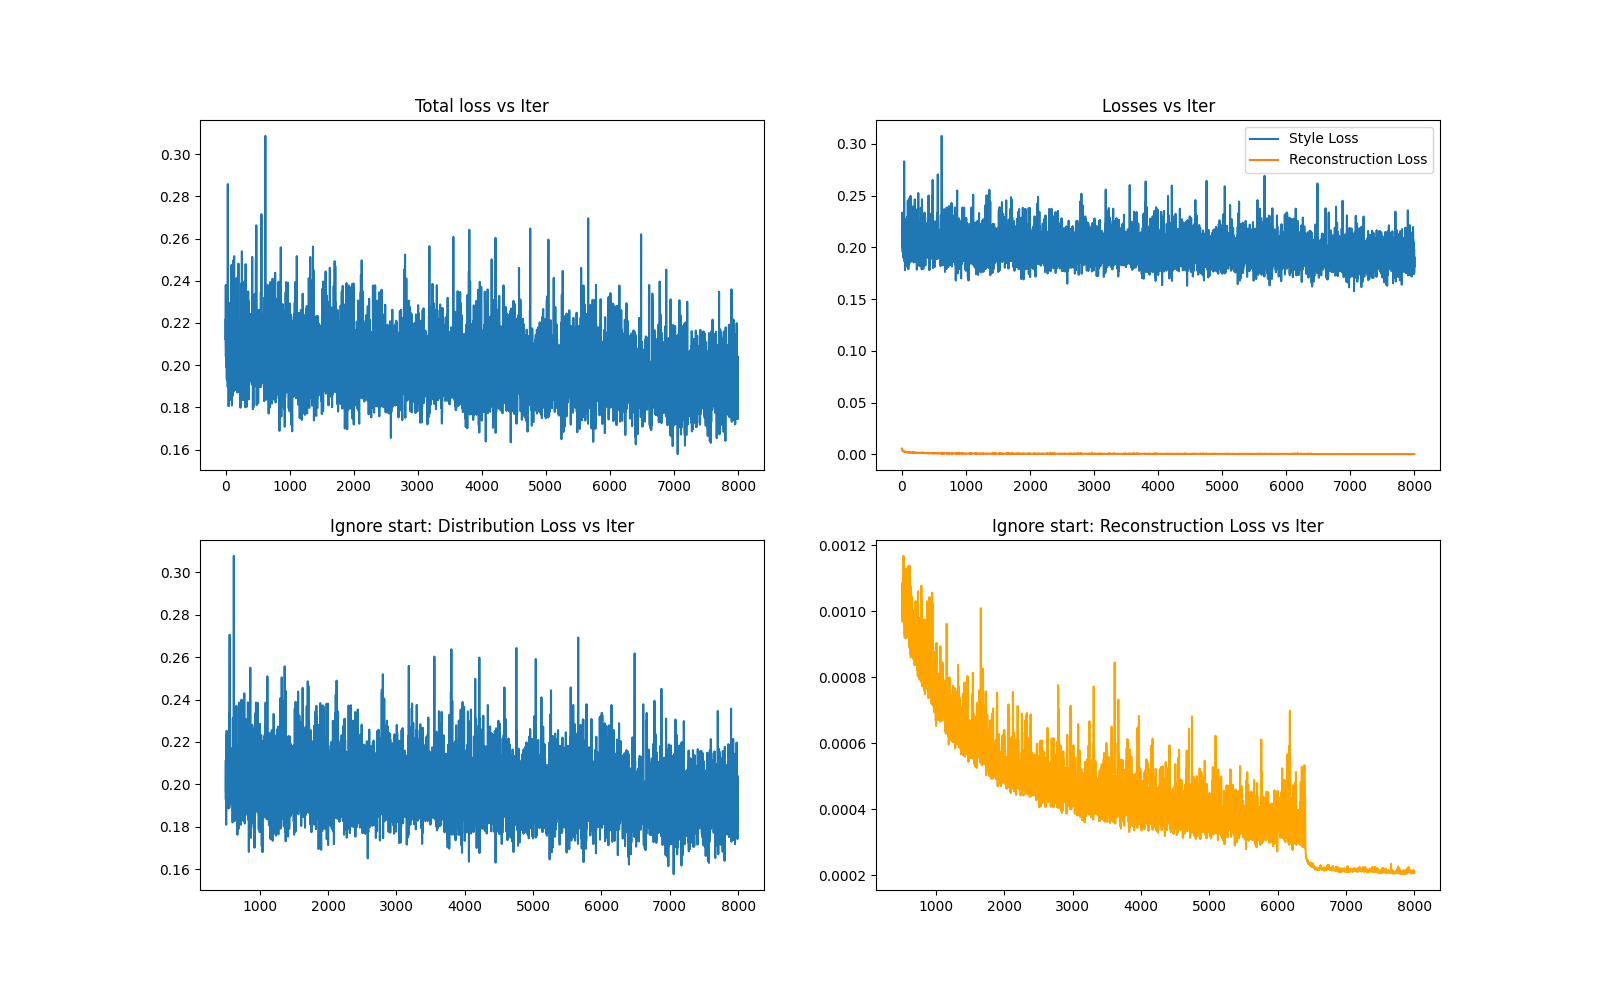 Total loss vs Iter
0.30
0.28
0.26
0.24
0.22
0.20
0.18
0.16
0 1000 2000 3000 4000 5000 6000 7000 8000
Losses vs Iter
Style Loss
Reconstruction Loss
0.30
0.25
0.20
0.15
0.10
0.05
0.00
0 1000 2000 3000 4000 5000 6000 7000 8000
Ignore start: Distribution Loss vs Iter
0.30
0.28
0.26
0.24
0.22
0.20
0.18
0.16
1000 2000 3000 4000 5000 6000 7000 8000
Ignore start: Reconstruction Loss vs Iter
0.0012
0.0010
0.0008
0.0006
0.0004
0.0002
1000 2000 3000 4000 5000 6000 7000 8000